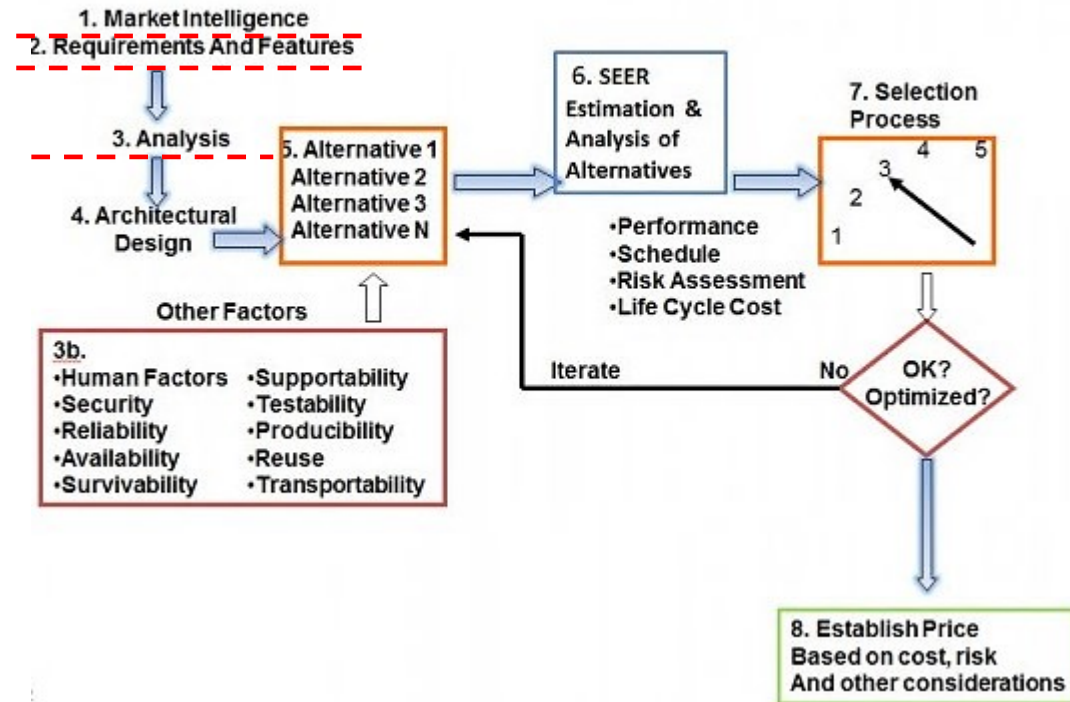 1. Market Intelligence
2. Requirements And Features
3. Analysis
4. Architectural
Design
5. Alternative 1
Alternative 2
Alternative 3
Alternative N
6. SEER
Estimation &
Analysis of
Alternatives
7. Selection
Process
1
2
3
4
5
•Performance
•Schedule
•Risk Assessment
•Life Cycle Cost
Other Factors
3b.
•Human Factors
•Security
•Reliability
•Availability
•Survivability
•Supportability
•Testability
•Producibility
•Reuse
•Transportability
Iterate
No
OK?
Optimized?
8. Establish Price
Based on cost, risk
And other considerations